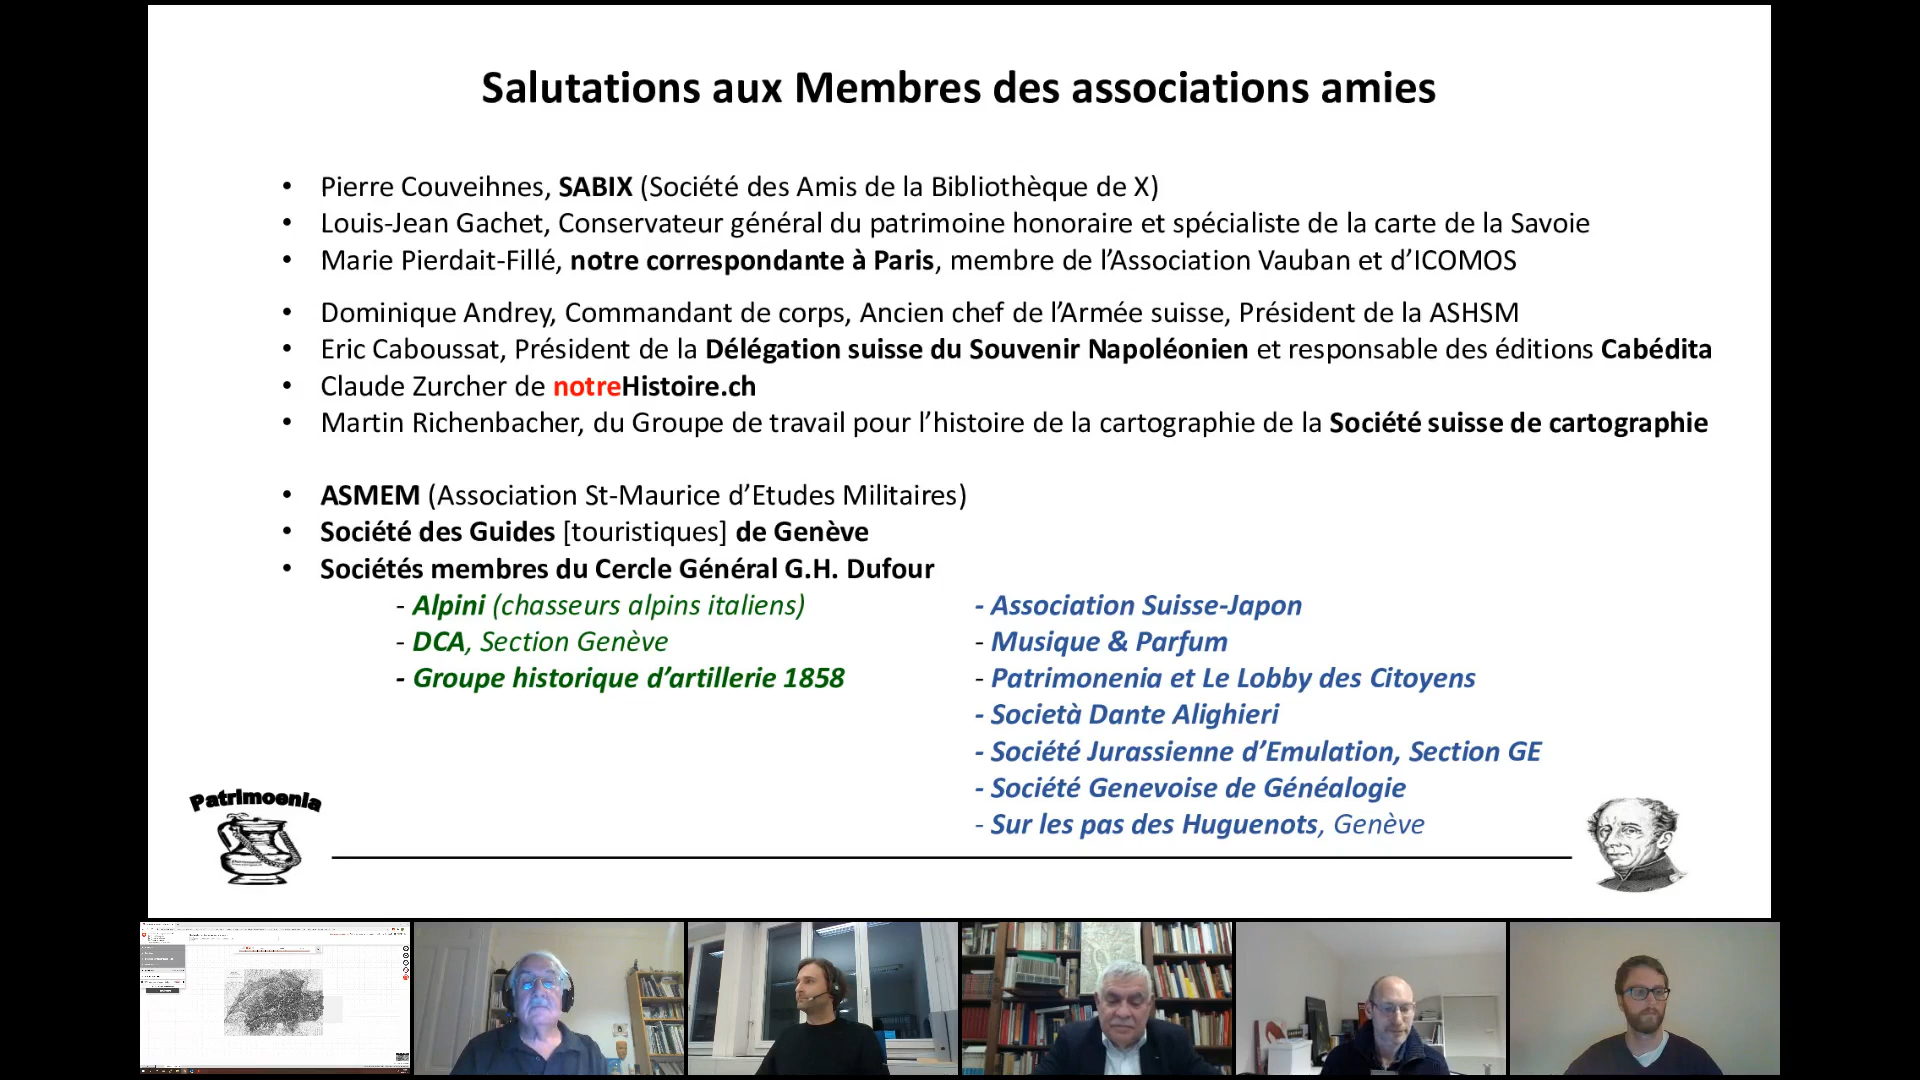 Salutations aux Membres des associations amies
• Pierre Couveihnes, SABIX (Société des Amis de la Bibliothèque de X)
• Louis-Jean Gachet, Conservateur général du patrimoine honoraire et spécialiste de la carte de la Savoie
• Marie Pierdait-Fillé, notre correspondante à Paris, membre de l’Association Vauban et d’ICOMOS
• Dominique Andrey, Commandant de corps, Ancien chef de l’Armée suisse, Président de la ASHSM
• Eric Caboussat, Président de la Délégation suisse du Souvenir Napoléonien et responsable des éditions Cabédita
• Claude Zurcher de notreHistoire.ch
• Martin Richenbacher, du Groupe de travail pour l’histoire de la cartographie de la Société suisse de cartographie
• ASMEM (Association St-Maurice d’Etudes Militaires)
• Société des Guides [touristiques] de Genève
• Sociétés membres du Cercle Général G.H. Dufour
- Alpini (chasseurs alpins italiens)
- DCA, Section Genève
- Groupe historique d’artillerie 1858
- Association Suisse-Japon
- Musique & Parfum
- Patrimonenia et Le Lobby des Citoyens
- Società Dante Alighieri
- Société Jurassienne d’Emulation, Section GE
- Société Genevoise de Généalogie
- Sur les pas des Huguenots, Genève
Patrimoenia